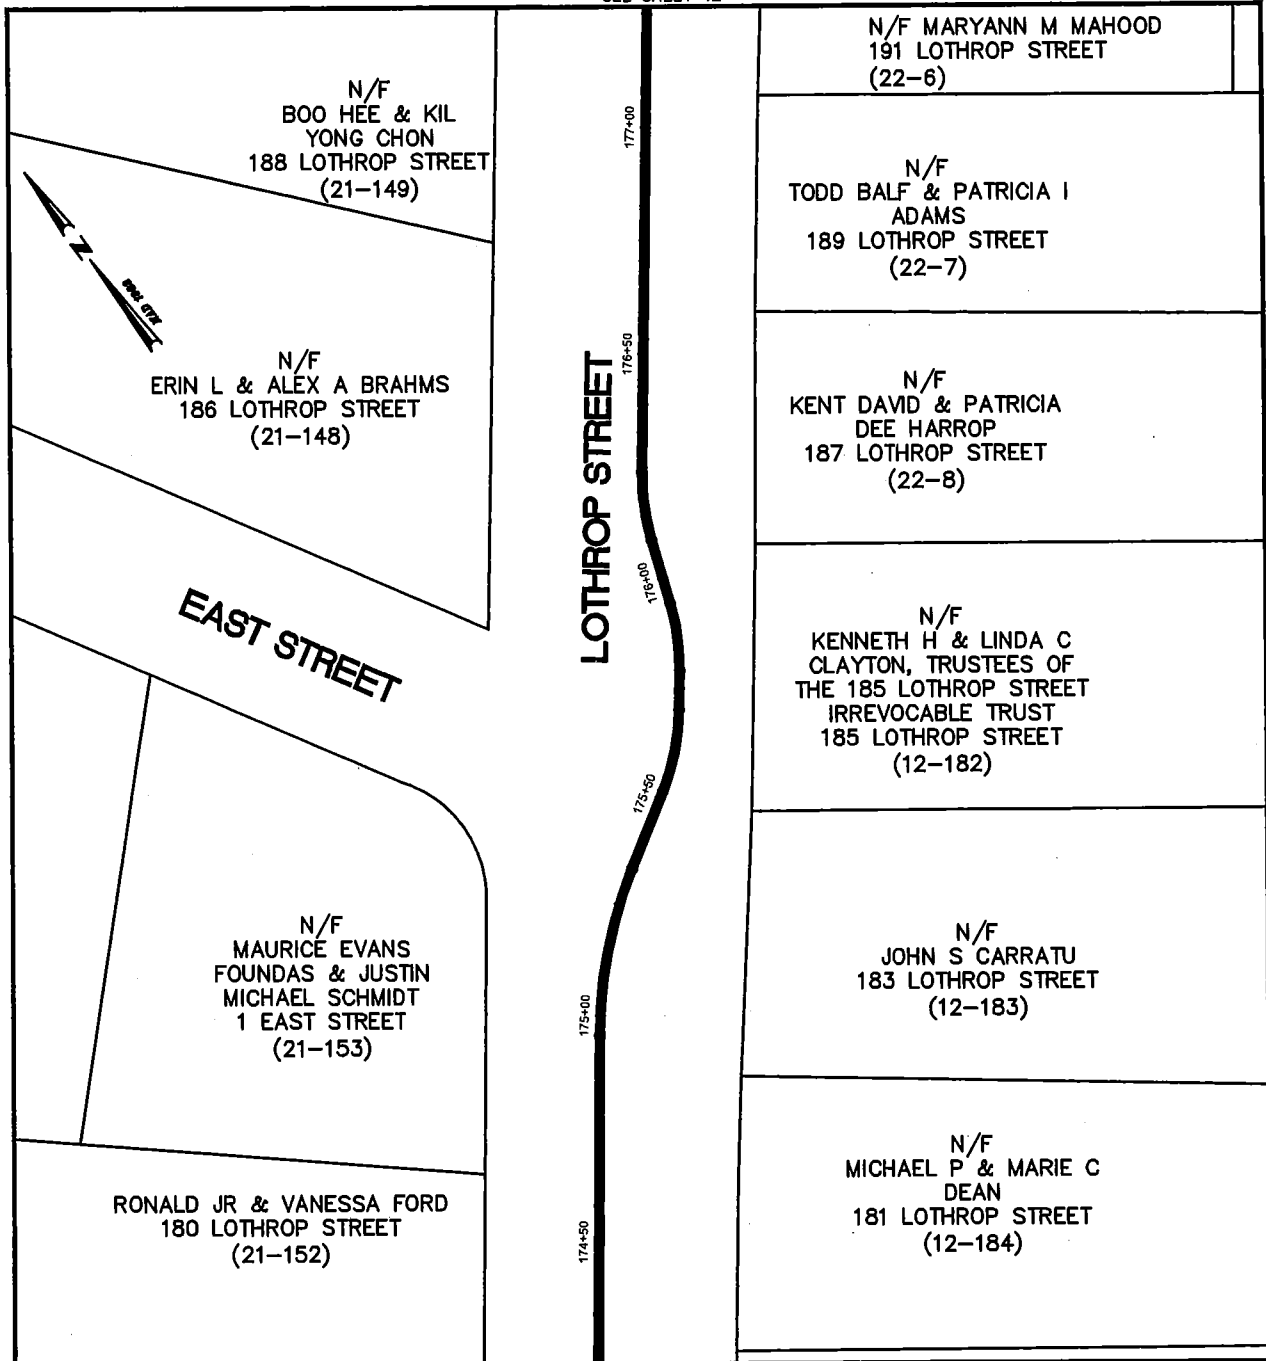 N/F MARYANN M MAHOOD
191 LOTHROP STREET
(22-6)
N/F
BOO HEE & KIL
YONG CHON
188 LOTHROP STREET
(21-149)
177+00
N/F
TODD BALF & PATRICIA I
ADAMS
189 LOTHROP STREET
(22-7)
N
N/F
ERIN L & ALEX A BRAHMS
186 LOTHROP STREET
(21-148)
176+50
LOTHROP STREET
N/F
KENT DAVID & PATRICIA
DEE HARROP
187 LOTHROP STREET
(22-8)
EAST STREET
176+00
N/F
KENNETH H & LINDA C
CLAYTON, TRUSTEES OF
THE 185 LOTHROP STREET
IRREVOCABLE TRUST
185 LOTHROP STREET
(12-182)
175+50
N/F
MAURICE EVANS
FOUNDAS & JUSTIN
MICHAEL SCHMIDT
1 EAST STREET
(21-153)
175+00
N/F
JOHN S CARRATU
183 LOTHROP STREET
(12-183)
RONALD JR & VANESSA FORD
180 LOTHROP STREET
(21-152)
174+50
N/F
MICHAEL P & MARIE C
DEAN
181 LOTHROP STREET
(12-184)